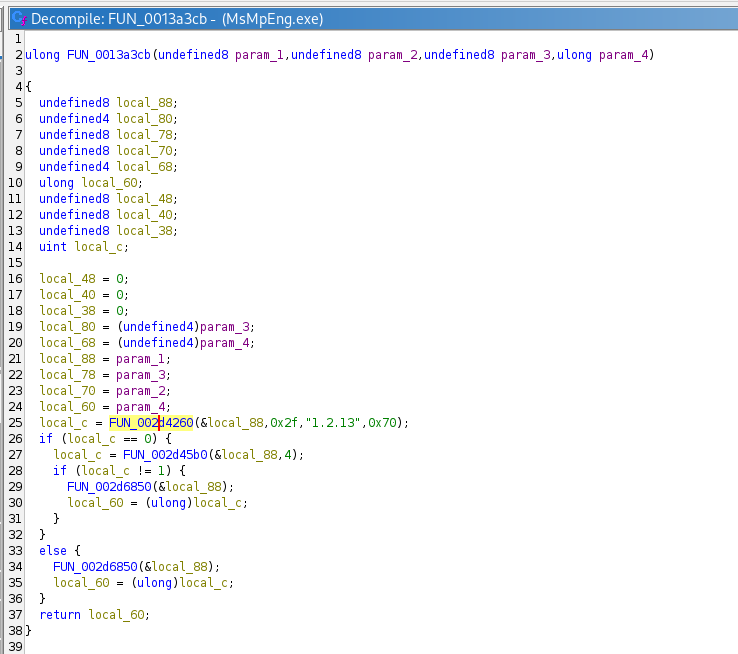 Decompile: FUN_0013a3cb - (MsMpEng.exe)
1
2 ulong FUN_0013a3cb(undefined8 param_1,undefined8 param_2,undefined8 param_3,ulong param_4)
3
4 {
5 undefined8 local_88;
6 undefined4 local_80;
7 undefined8 local_78;
8 undefined8 local_70;
9 undefined4 local_68;
10 ulong local_60;
11 undefined8 local_48;
12 undefined8 local_40;
13 undefined8 local_38;
14 uint local_c;
15
16 local_48 = 0;
17 local_40 = 0;
18 local_38 = 0;
19 local_80 = (undefined4)param_3;
20 local_68 = (undefined4)param_4;
21 local_88 = param_1;
22 local_78 = param_3;
23 local_70 = param_2;
24 local_60 = param_4;
25 local_c = FUN_002d4260(&local_88,0x2f,"1.2.13",0x70);
26 if (local_c == 0) {
27 local_c = FUN_002d45b0(&local_88,4);
28 if (local_c != 1) {
29 FUN_002d6850(&local_88);
30 local_60 = (ulong)local_c;
31 }
32 }
33 else {
34 FUN_002d6850(&local_88);
35 local_60 = (ulong)local_c;
36 }
37 return local_60;
38 }
39